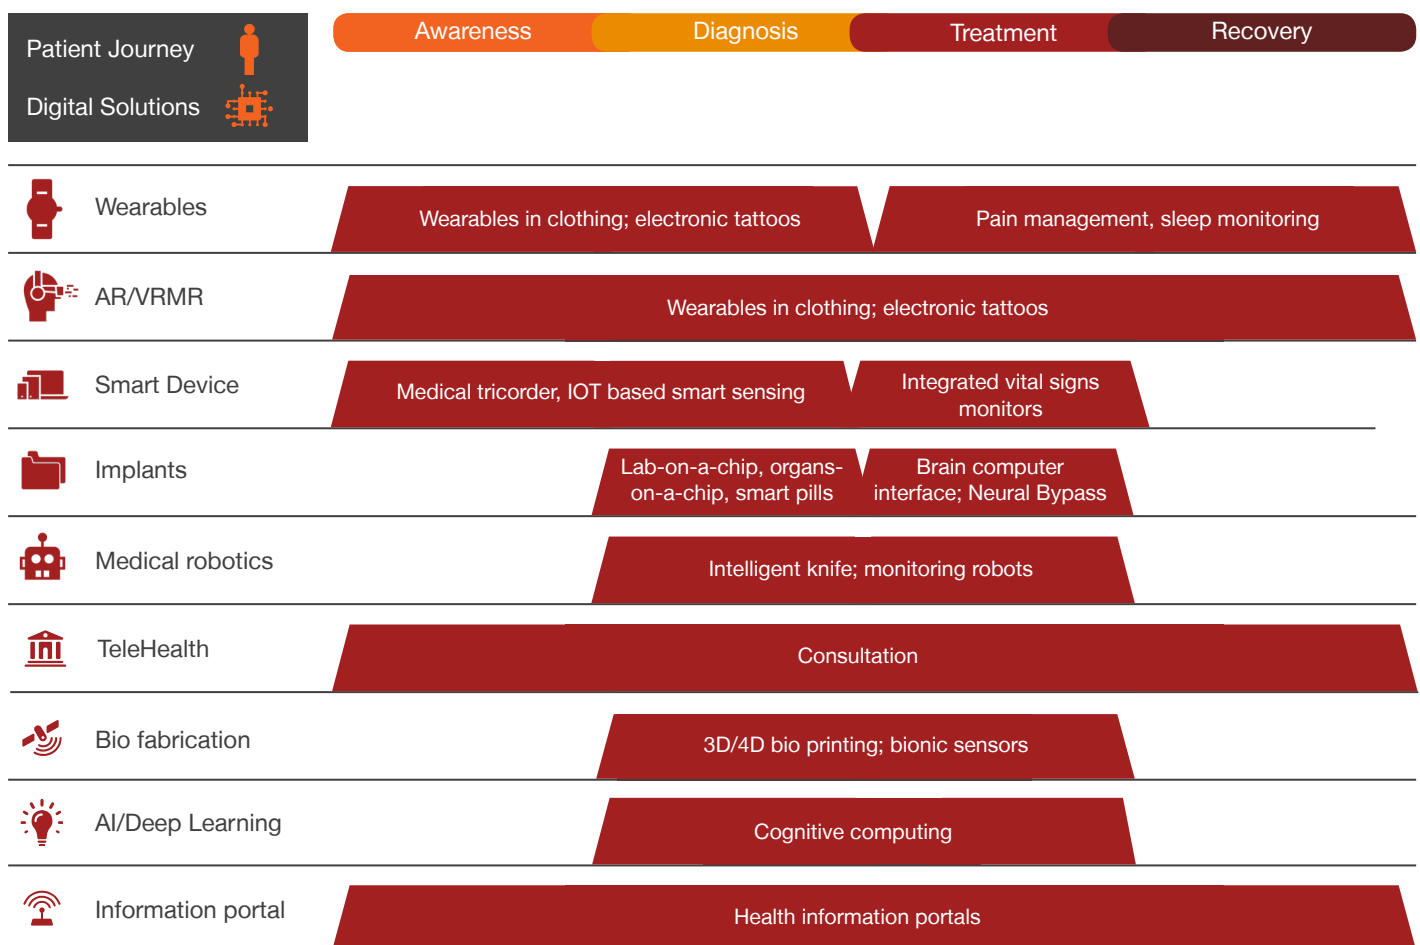 Patient Journey
Digital Solutions
Awareness
Diagnosis
Treatment
Recovery
Wearables
Wearables in clothing; electronic tattoos
Pain management, sleep monitoring
AR/VRMR
Wearables in clothing; electronic tattoos
Smart Device
Medical tricorder, IOT based smart sensing
Integrated vital signs
monitors
Implants
Lab-on-a-chip, organs-
on-a-chip, smart pills
Brain computer
interface; Neural Bypass
Medical robotics
Intelligent knife; monitoring robots
TeleHealth
Consultation
Bio fabrication
3D/4D bio printing; bionic sensors
AI/Deep Learning
Cognitive computing
Information portal
Health information portals